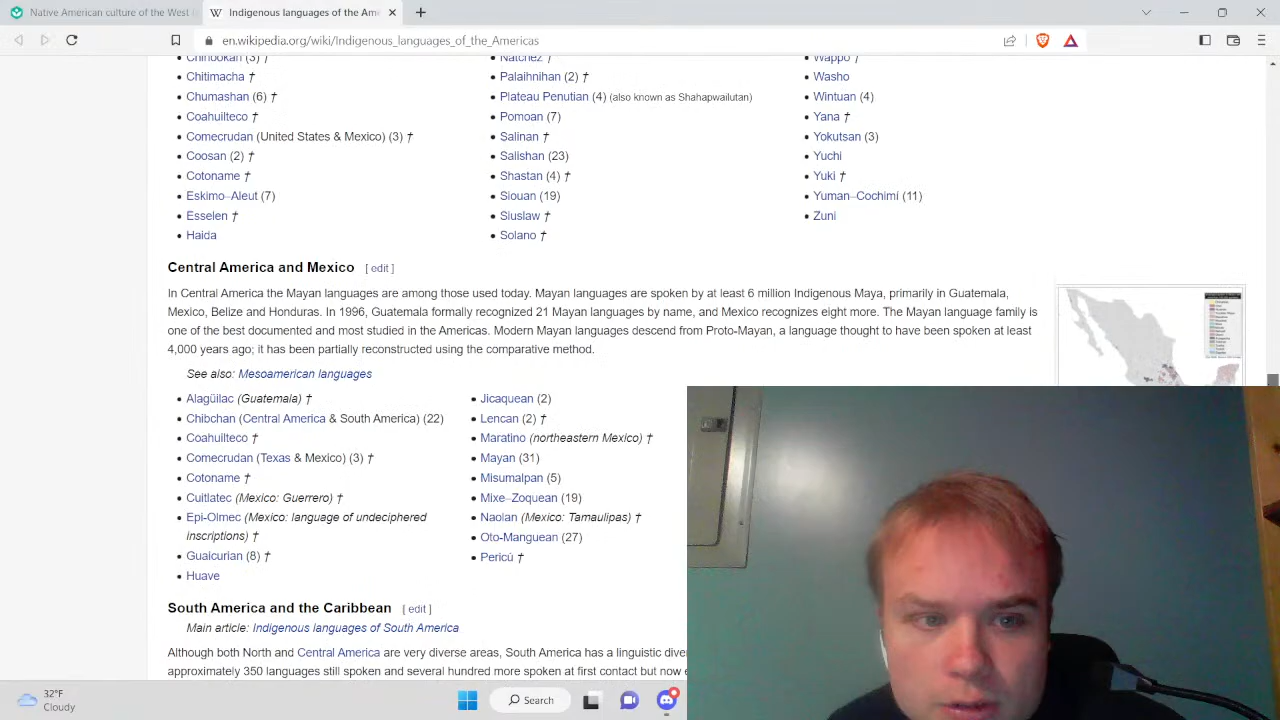 Native American culture of the West
Indigenous languages of the Ame
en.wikipedia.org/wiki/Indigenous_languages_of_the_Americas
Chinookan (3) †
Chitimacha †
Chumashan (6) †
Coahuilteco †
Comecrudan (United States & Mexico) (3) †
Coosan (2) †
Cotoname †
Eskimo–Aleut (7)
Esselen †
Haida
Natchez †
Palaihnihan (2) †
Plateau Penutian (4) (also known as Shahapwailutan)
Pomoan (7)
Salinan †
Salishan (23)
Shastan (4) †
Siouan (19)
Siuslaw †
Solano †
Wappo †
Washo
Wintuan (4)
Yana †
Yokutsan (3)
Yuchi
Yuki †
Yuman–Cochimí (11)
Zuni
Central America and Mexico [ edit ]
In Central America the Mayan languages are among those used today. Mayan languages are spoken by at least 6 million Indigenous Maya, primarily in Guatemala,
Mexico, Belize and Honduras. In 1996, Guatemala formally recognized 21 Mayan languages by name, and Mexico recognizes eight more. The Mayan language family is
one of the best documented and most studied in the Americas. Modern Mayan languages descend from Proto-Mayan, a language thought to have been spoken at least
4,000 years ago; it has been partially reconstructed using the comparative method.
See also: Mesoamerican languages
Alagüilac (Guatemala) †
Chibchan (Central America & South America) (22)
Coahuilteco †
Comecrudan (Texas & Mexico) (3) †
Cotoname †
Cuitlatec (Mexico: Guerrero) †
Epi-Olmec (Mexico: language of undeciphered
inscriptions) †
Guaicurian (8) †
Huave
Jicaquean (2)
Lencan (2) †
Maratino (northeastern Mexico) †
Mayan (31)
Misumalpan (5)
Mixe–Zoquean (19)
Naolan (Mexico: Tamaulipas) †
Oto-Manguean (27)
Pericú †
South America and the Caribbean [ edit ]
Main article: Indigenous languages of South America
Although both North and Central America are very diverse areas, South America has a linguistic dive
approximately 350 languages still spoken and several hundred more spoken at first contact but now e
32°F
Cloudy
Search